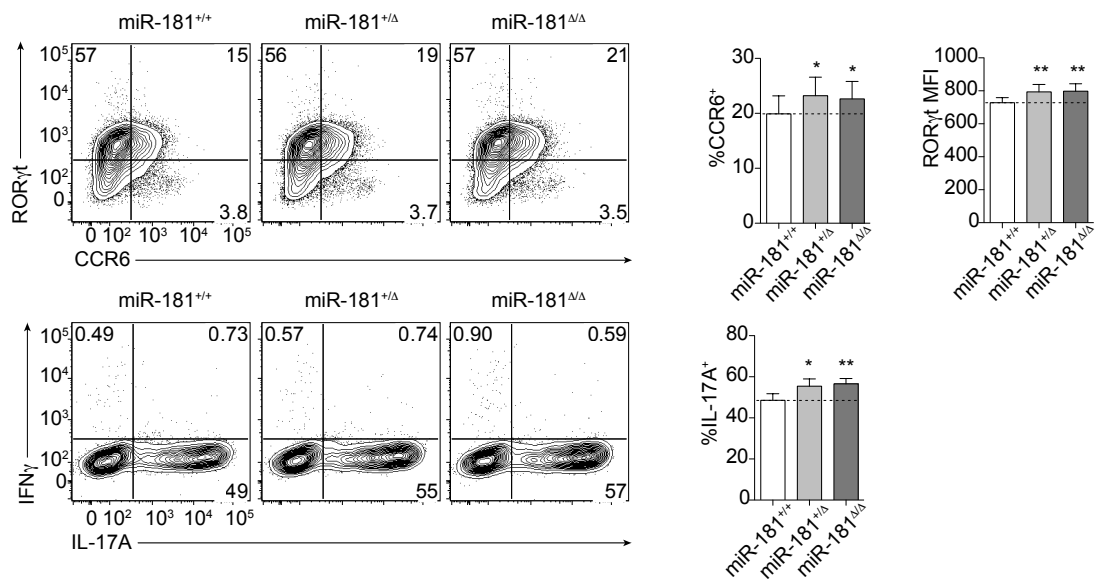 miR-181+/+ miR-181+/Δ miR-181Δ/Δ
57 15 56 19 57 21
3.8 3.7 3.5
10⁵
10⁴
10³
10²
0
RORγt
0 10² 10³ 10⁴ 10⁵
CCR6
30
20
10
0
%CCR6⁺
miR-181+/+
miR-181+/Δ
miR-181Δ/Δ
* *
1000
800
600
400
200
0
RORγt MFI
miR-181+/+
miR-181+/Δ
miR-181Δ/Δ
** **
miR-181+/+ miR-181+/Δ miR-181Δ/Δ
0.49 0.73 0.57 0.74 0.90 0.59
49 55 57
10⁵
10⁴
10³
10²
0
IFNγ
0 10² 10³ 10⁴ 10⁵
IL-17A
80
60
40
20
0
%IL-17A⁺
miR-181+/+
miR-181+/Δ
miR-181Δ/Δ
* **